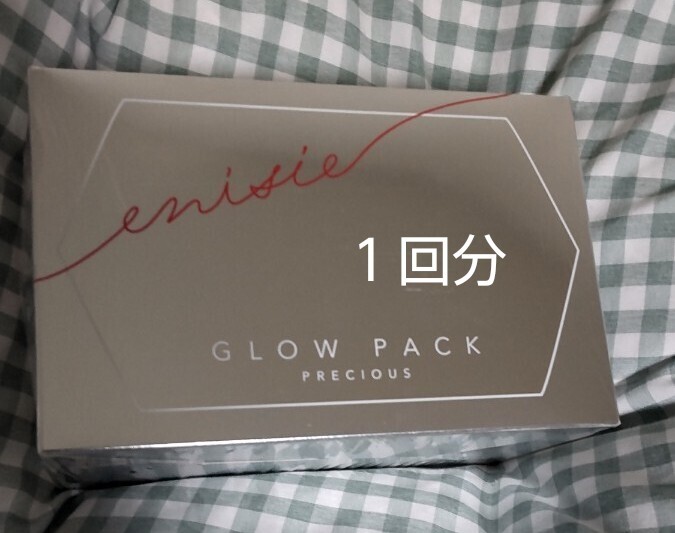 enisie
1回分
GLOW PACK
PRECIOUS